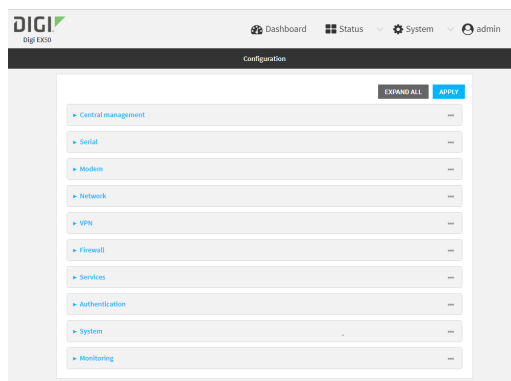 DIGI
Digi EX50
Dashboard
Status
System
admin
Configuration
EXPAND ALL
APPLY
Central management
Serial
Modem
Network
VPN
Firewall
Services
Authentication
System
Monitoring